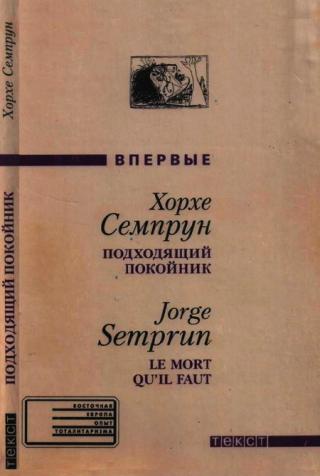 Хорхе Семпрун
ПОДХОДЯЩИЙ ПОКОЙНИК
ТЕКСТ
ВПЕРВЫЕ
Хорхе
Семпрун
ПОДХОДЯЩИЙ
ПОКОЙНИК
Jorge
Semprun
LE MORT
QU'IL FAUT
ВОСТОЧНАЯ
ЕВРОПА
ОПЫТ
ТОТАЛИТАРИЗМА
ТЕКСТ